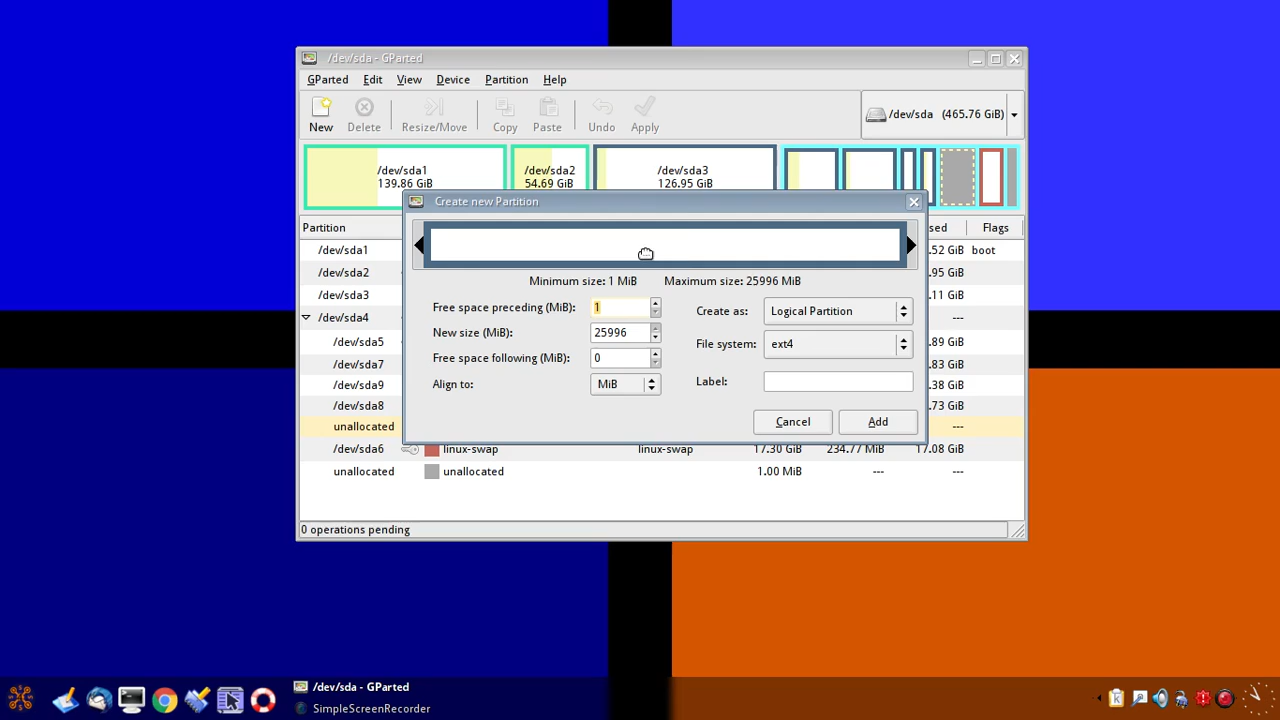 /dev/sda - GParted
GParted Edit View Device Partition Help
New Delete Resize/Move Copy Paste Undo Apply /dev/sda (465.76 GiB)
/dev/sda1 139.86 GiB
/dev/sda2 54.69 GiB
/dev/sda3 126.95 GiB
Create new Partition
Partition sed Flags
/dev/sda1 .52 GiB boot
/dev/sda2 .95 GiB
/dev/sda3 .11 GiB
/dev/sda4 ---
/dev/sda5 .89 GiB
/dev/sda7 GiB
/dev/sda9 .38 GiB
/dev/sda8 .73 GiB
unallocated ---
Minimum size: 1 MiB Maximum size: 25996 MiB
Free space preceding (MiB): 1 Create as: Logical Partition
New size (MiB): 25996 File system: ext4
Free space following (MiB): 0
Align to: MiB Label:
Cancel Add
/dev/sda6 linux-swap linux-swap 17.30 GiB 234.77 MiB 17.08 GiB
unallocated unallocated 1.00 MiB --- ---
0 operations pending
/dev/sda - GParted
SimpleScreenRecorder